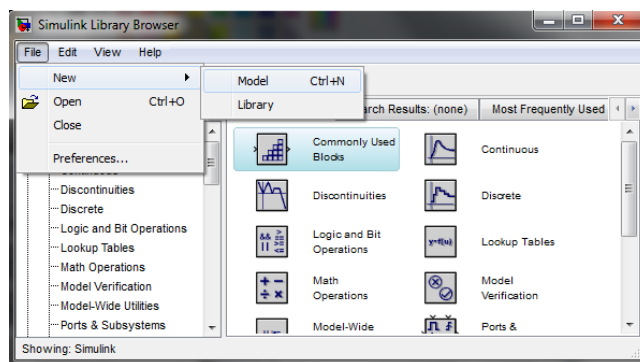 Simulink Library Browser
File Edit View Help
New
Open Ctrl+O
Close
Preferences...
Model Ctrl+N
Library
Search Results: (none) Most Frequently Used
Continuous
Discontinuities
Discrete
Logic and Bit Operations
Lookup Tables
Math Operations
Model Verification
Model-Wide Utilities
Ports & Subsystems
Commonly Used
Blocks
Continuous
Discontinuities
Discrete
Logic and Bit
Operations
y=f(u)
Lookup Tables
Math
Operations
Model
Verification
Model-Wide
Ports &
Showing: Simulink